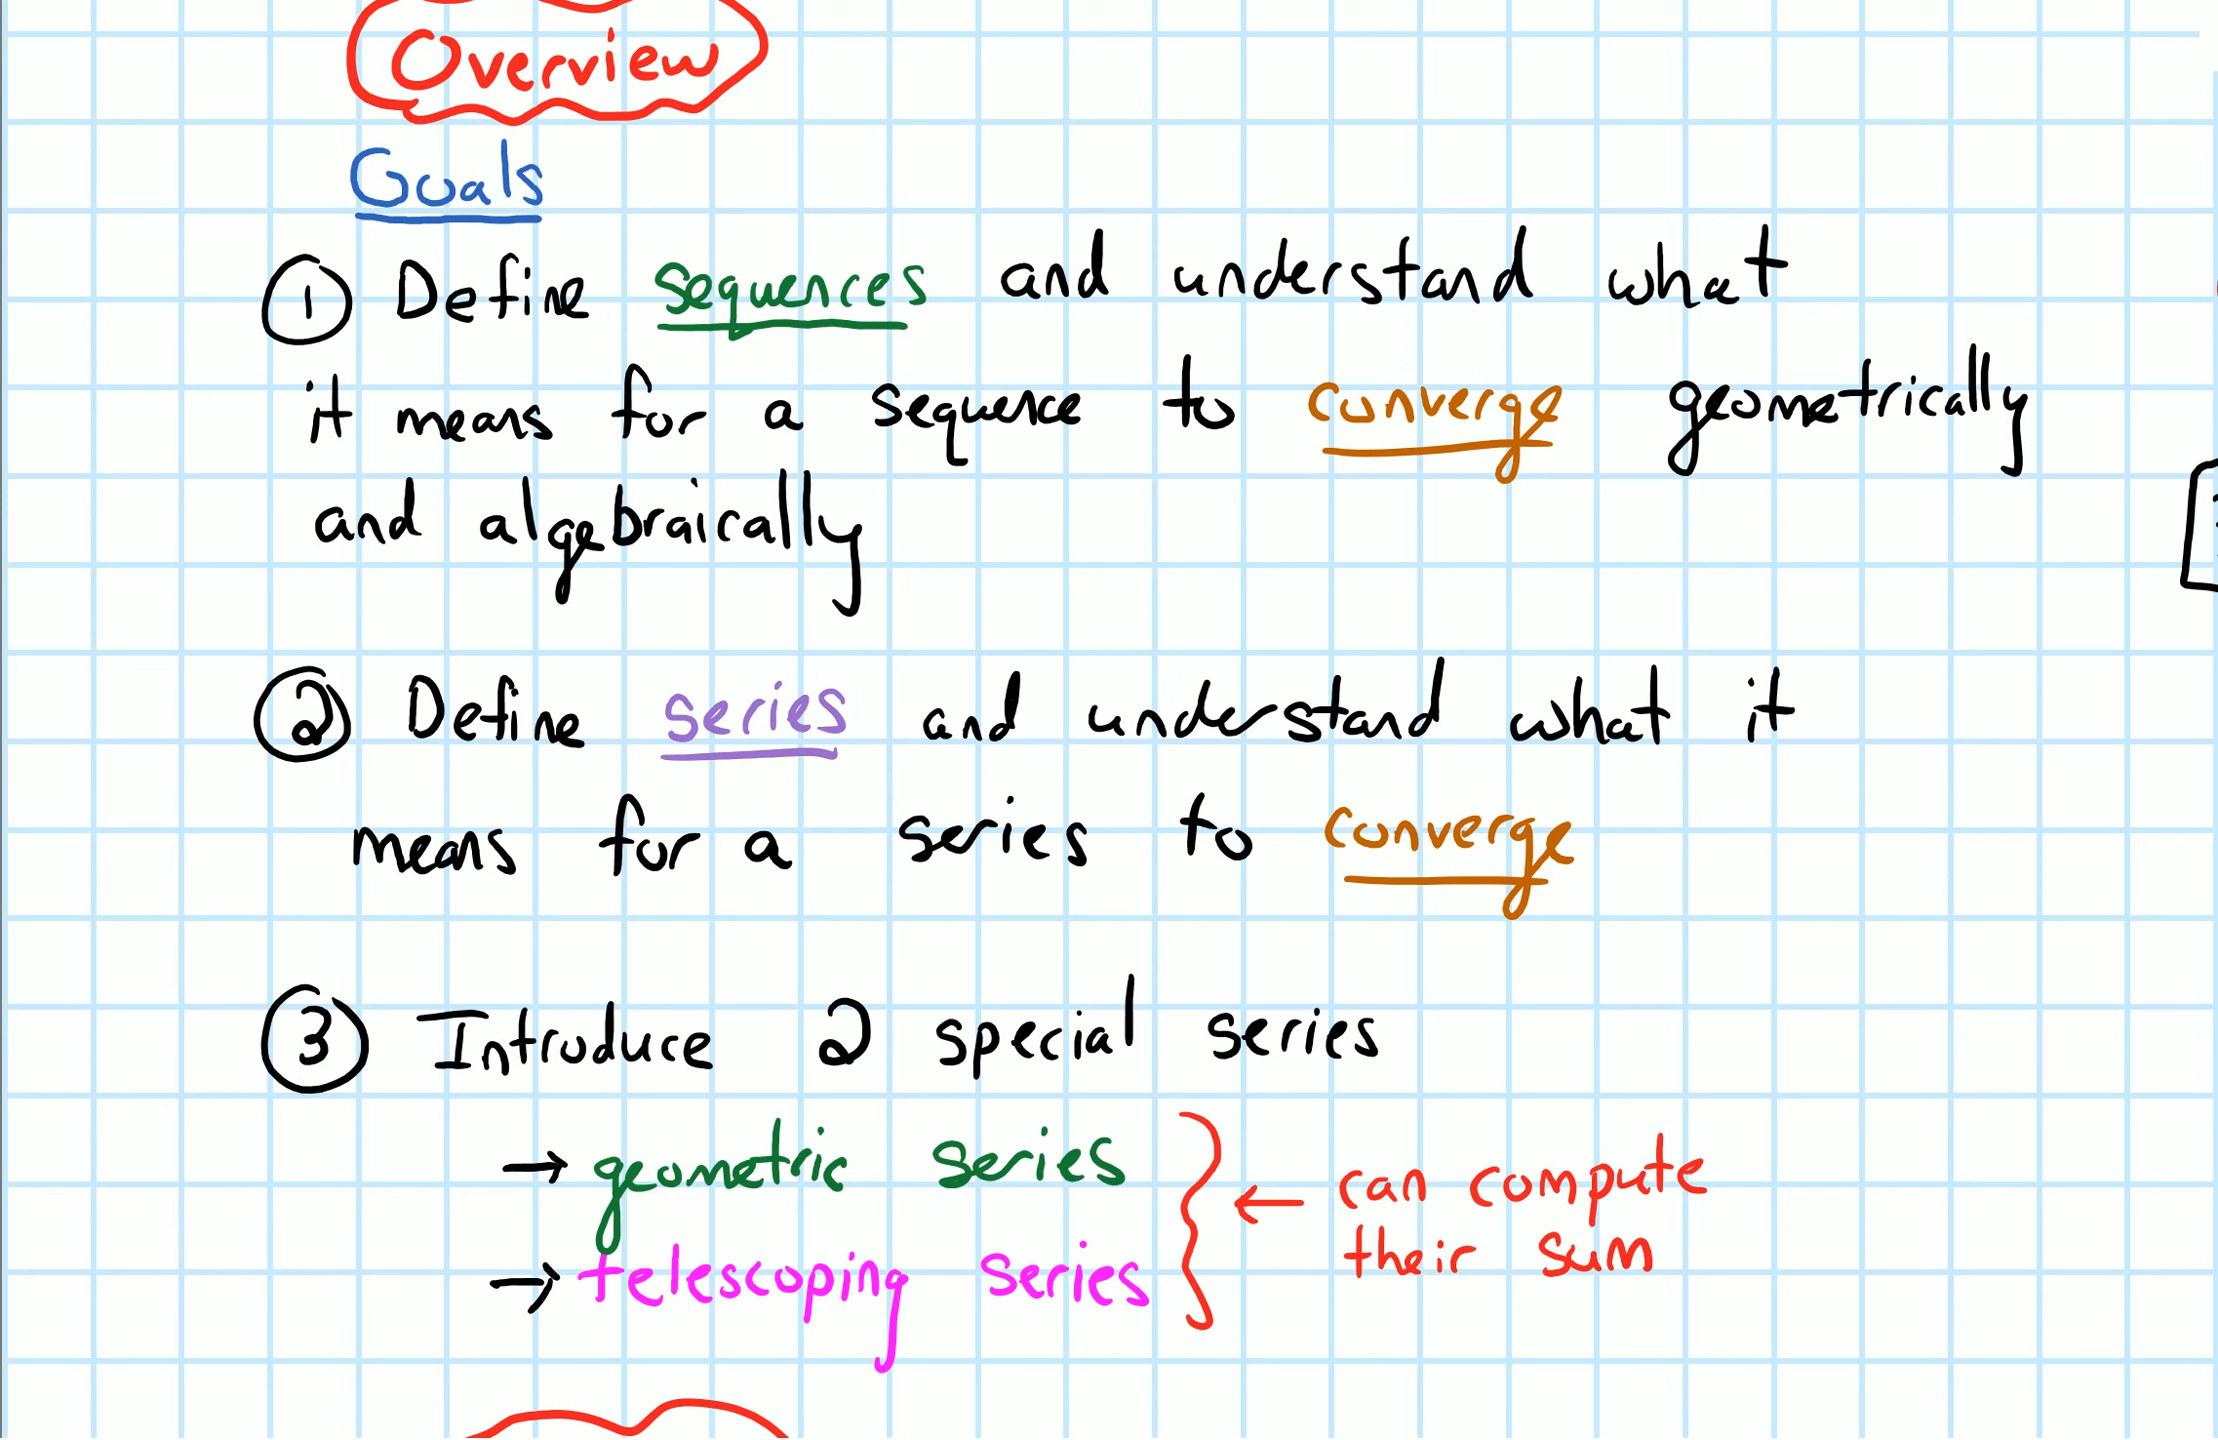 Overview
Goals
① Define sequences and understand what
it means for a sequence to converge geometrically
and algebraically
② Define series and understand what it
means for a series to converge
③ Introduce 2 special series
→ geometric series
→ telescoping series } ← can compute
their sum